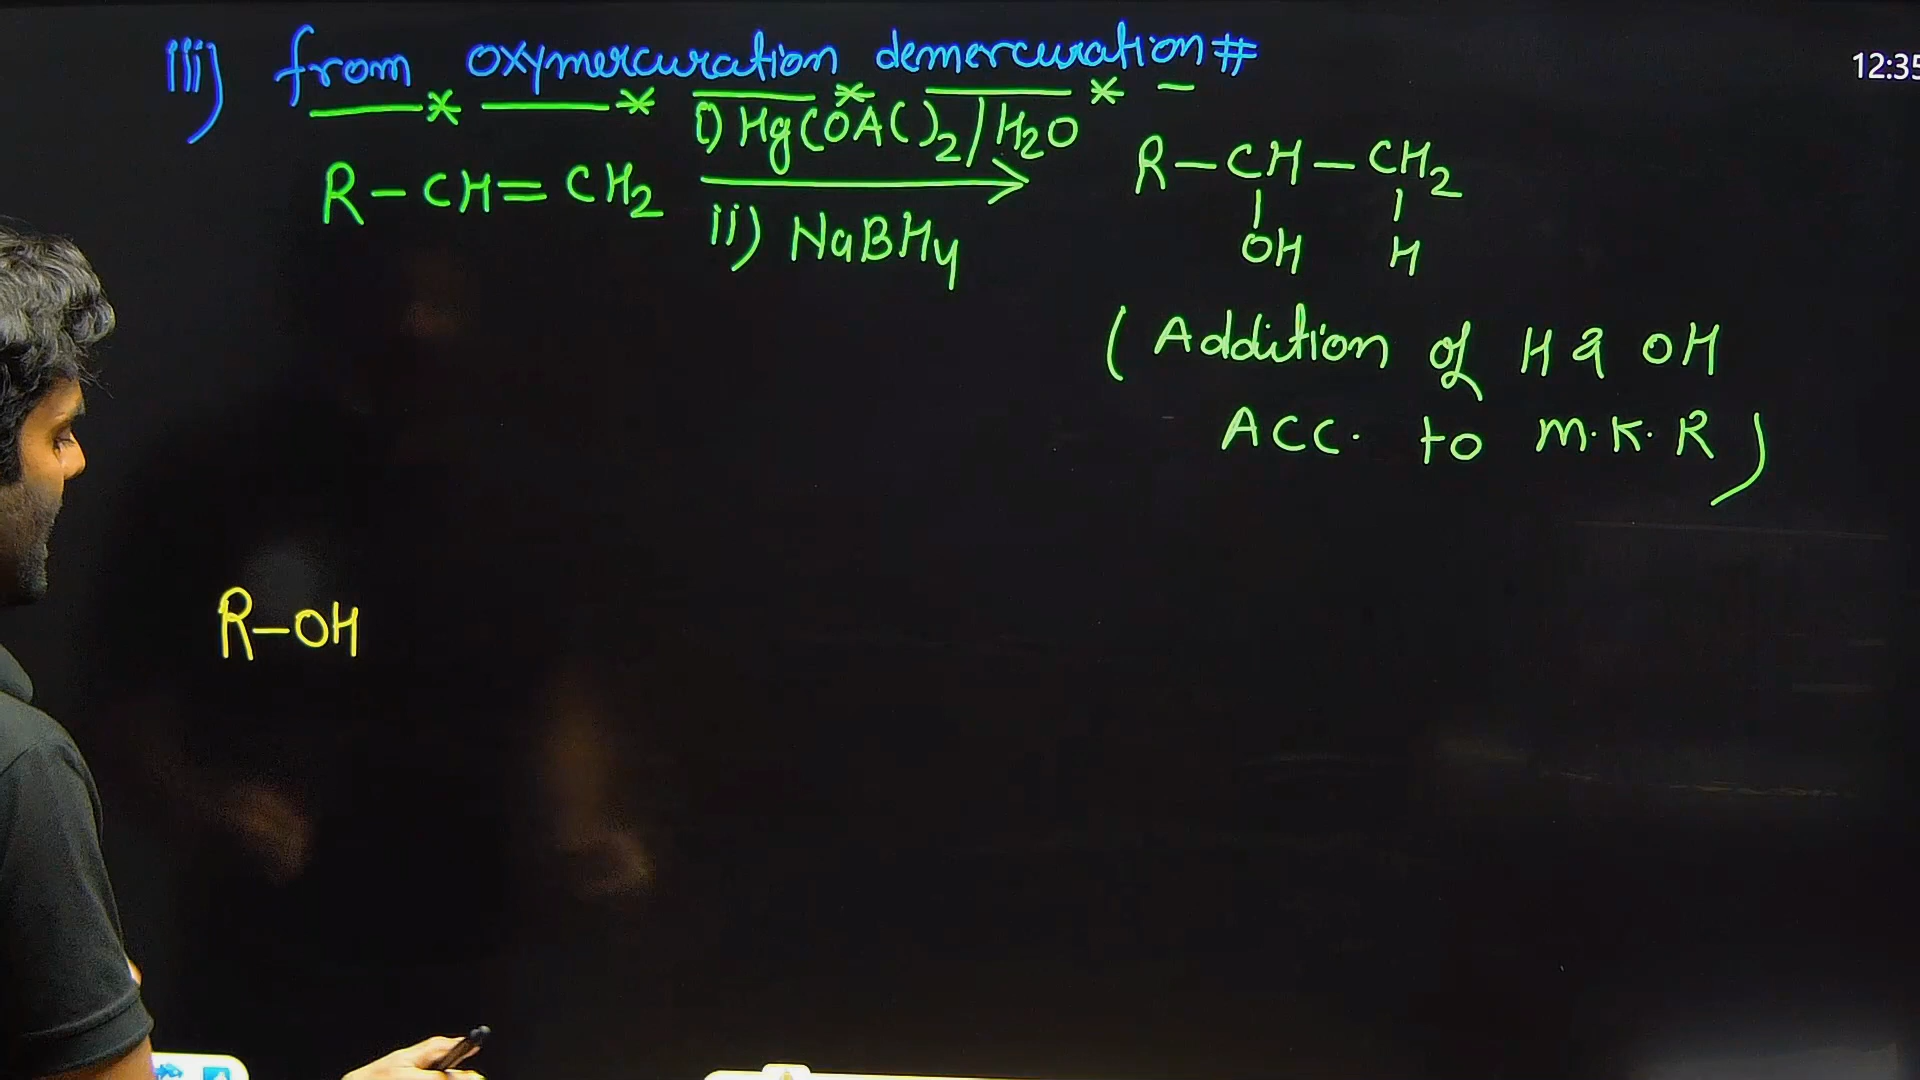 iii) from oxymercuration demercuration #
12:35
R-CH=CH2 i) Hg(OAC)2/H2O ii) NaBH4 R-CH-CH2
OH H
(Addition of H & OH
ACC. to M.K.R)
R-OH